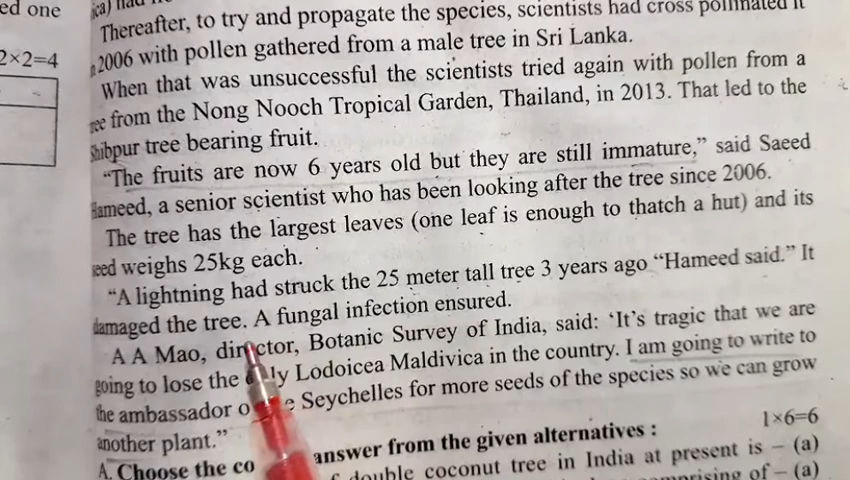 ed one
2×2=4
Thereafter, to try and propagate the species, scientists had cross pollinated it
2006 with pollen gathered from a male tree in Sri Lanka.
When that was unsuccessful the scientists tried again with pollen from a
ree from the Nong Nooch Tropical Garden, Thailand, in 2013. That led to the
Shibpur tree bearing fruit.
“The fruits are now 6 years old but they are still immature,” said Saeed
Hameed, a senior scientist who has been looking after the tree since 2006.
The tree has the largest leaves (one leaf is enough to thatch a hut) and its
seed weighs 25kg each.
“A lightning had struck the 25 meter tall tree 3 years ago “Hameed said.” It
damaged the tree. A fungal infection ensured.
A A Mao, director, Botanic Survey of India, said: ‘It’s tragic that we are
going to lose the only Lodoicea Maldivica in the country. I am going to write to
the ambassador o e Seychelles for more seeds of the species so we can grow
another plant.”
1×6=6
A. Choose the co answer from the given alternatives :
double coconut tree in India at present is – (a)
mprising of – (a)